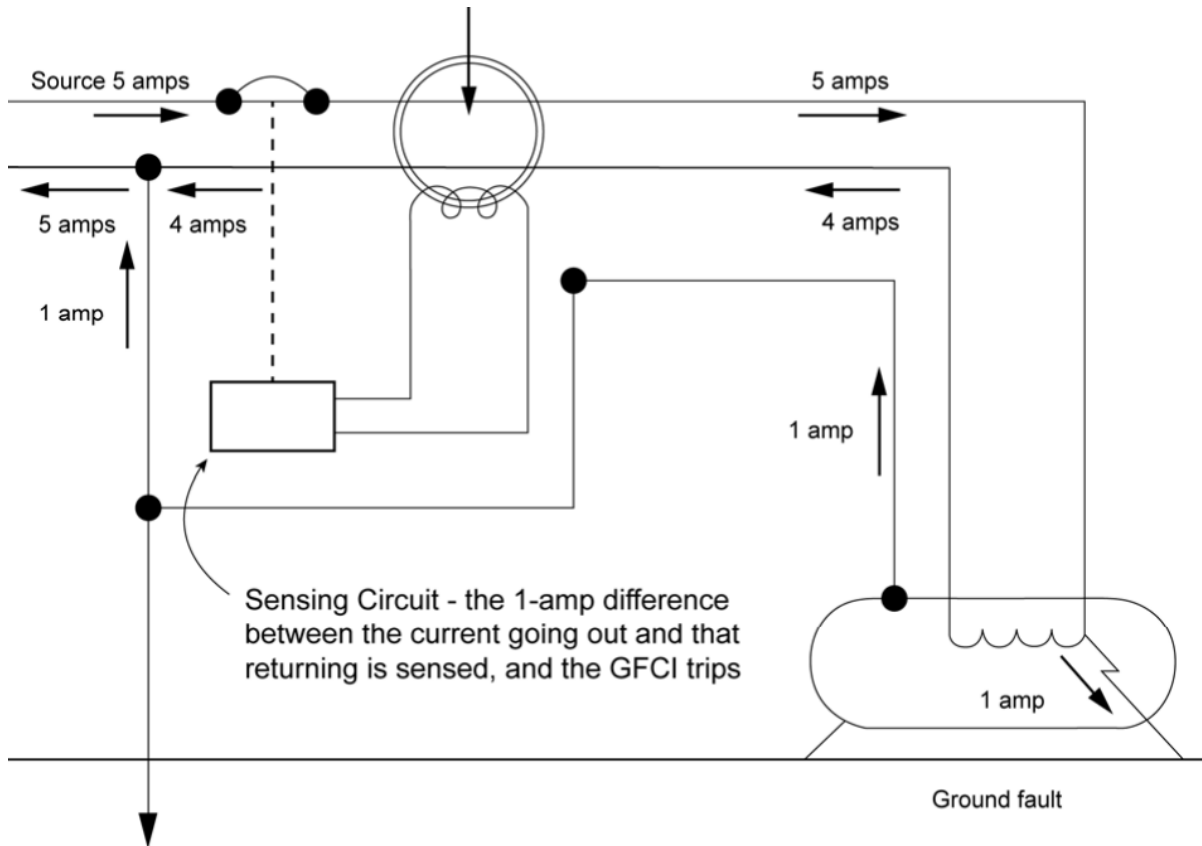 Source 5 amps
5 amps
5 amps
4 amps
4 amps
1 amp
1 amp
Sensing Circuit - the 1-amp difference
between the current going out and that
returning is sensed, and the GFCI trips
1 amp
Ground fault